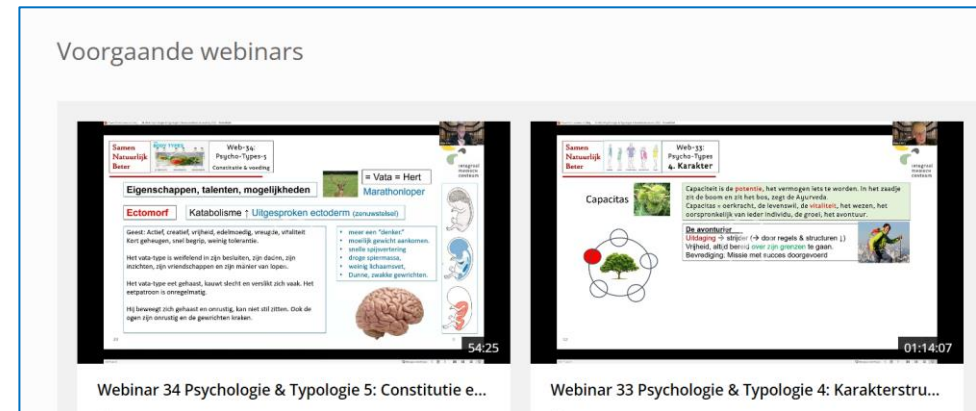 Voorgaande webinars
Samen
Natuurlijk
Beter
Web-34:
Psycho-Types-5
Constitutie & voeding
Eigenschappen, talenten, mogelijkheden
= Vata = Hert
Marathonloper
Ectomorf
Katabolisme ↑ Uitgesproken ectoderm (zenuwstelsel)
Geest: Actief, creatief, vrijheid, edelmoedig, vreugde, vitaliteit
Kort geheugen, snel begrip, weinig tolerantie.
Het vata-type is weifelend in zijn besluiten, zijn dacine, zijn
inzichten, zijn vriendschappen en zijn manier van lopen.
Het vata-type eet gehaast, kauwt slecht en verslikt zich vaak. Het
eetpatroon is onregelmatig.
Hij beweegt zich gehaast en onrustig, kan niet stil zitten. Ook de
ogen zijn onrustig en de gewrichten kraken.
• meer een "denker."
• moeilijk gewicht aankomen.
• snelle spijsvertering
• droge spiermassa,
• weinig lichaamsvet,
• Dunne, zwakke gewrichten.
integraal
medisch
centrum
54:25
Webinar 34 Psychologie & Typologie 5: Constitutie e...
Samen
Natuurlijk
Beter
Web-33:
Psycho-Types
4. Karakter
integraal
medisch
centrum
Capacitas
Capaciteit is de potentie, het vermogen iets te worden. In het zaadje
zit de boom en zit het bos, zegt de Ayurveda.
Capacitas = oerkracht, de levenswil, de vitaliteit, het wezen, het
oorspronkelijk van ieder individu, de groei, het avontuur.
De avonturier
Uitdaging → strijder (→ door regels & structuren ↓)
Vrijheid, altijd bereid over zijn grenzen te gaan.
Bevrediging: Missie met succes doorgevoerd
01:14:07
Webinar 33 Psychologie & Typologie 4: Karakterstru...